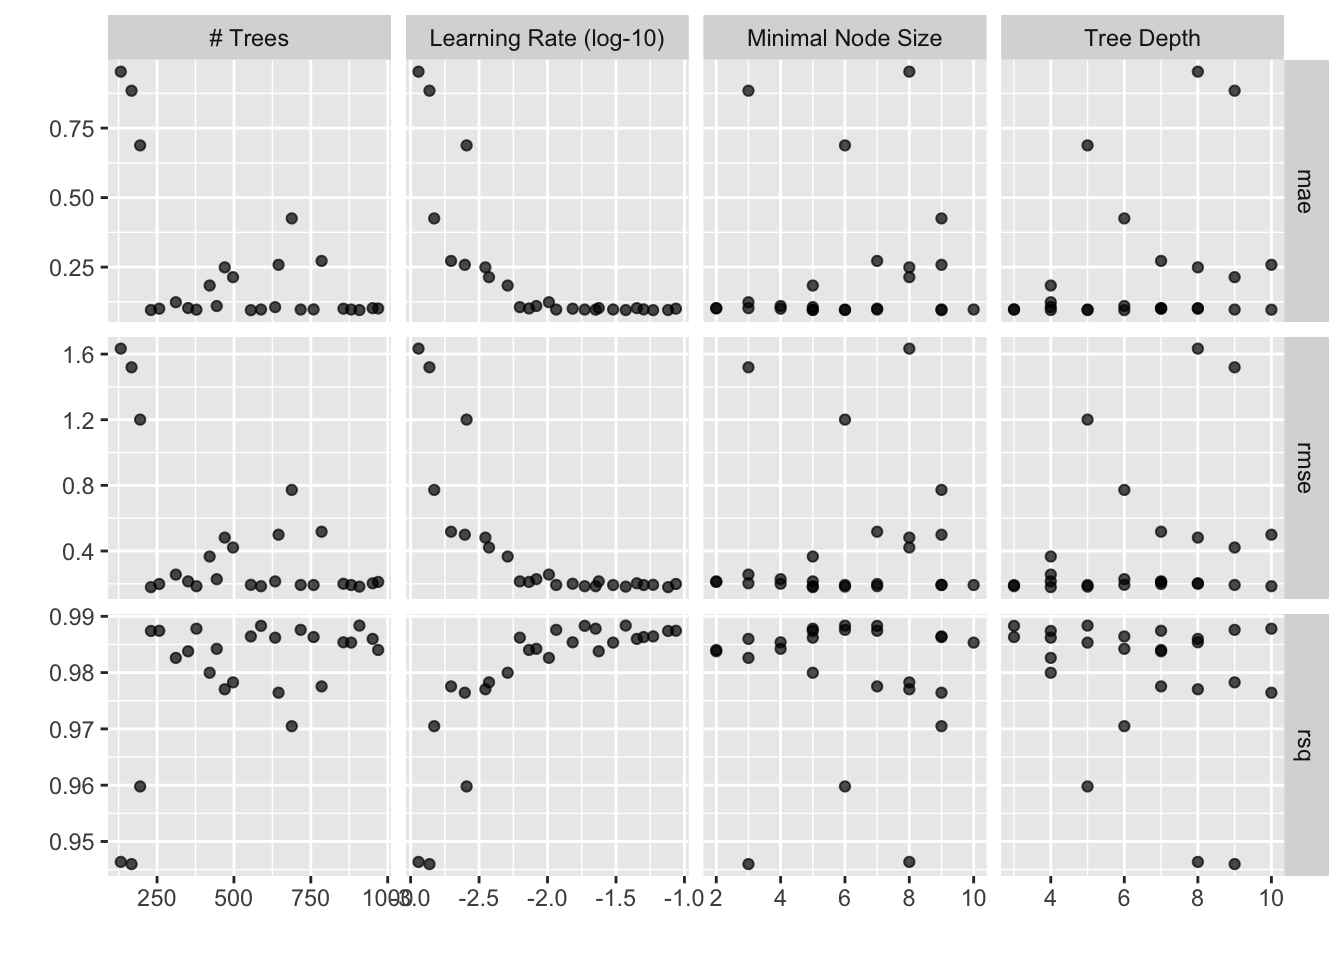 # Trees Learning Rate (log-10) Minimal Node Size Tree Depth
0.75
0.50
0.25
mae
1.6
1.2
0.8
0.4
rmse
0.99
0.98
0.97
0.96
0.95
rsq
250 500 750 1000 -3.0 -2.5 -2.0 -1.5 -1.0 2 4 6 8 10 4 6 8 10